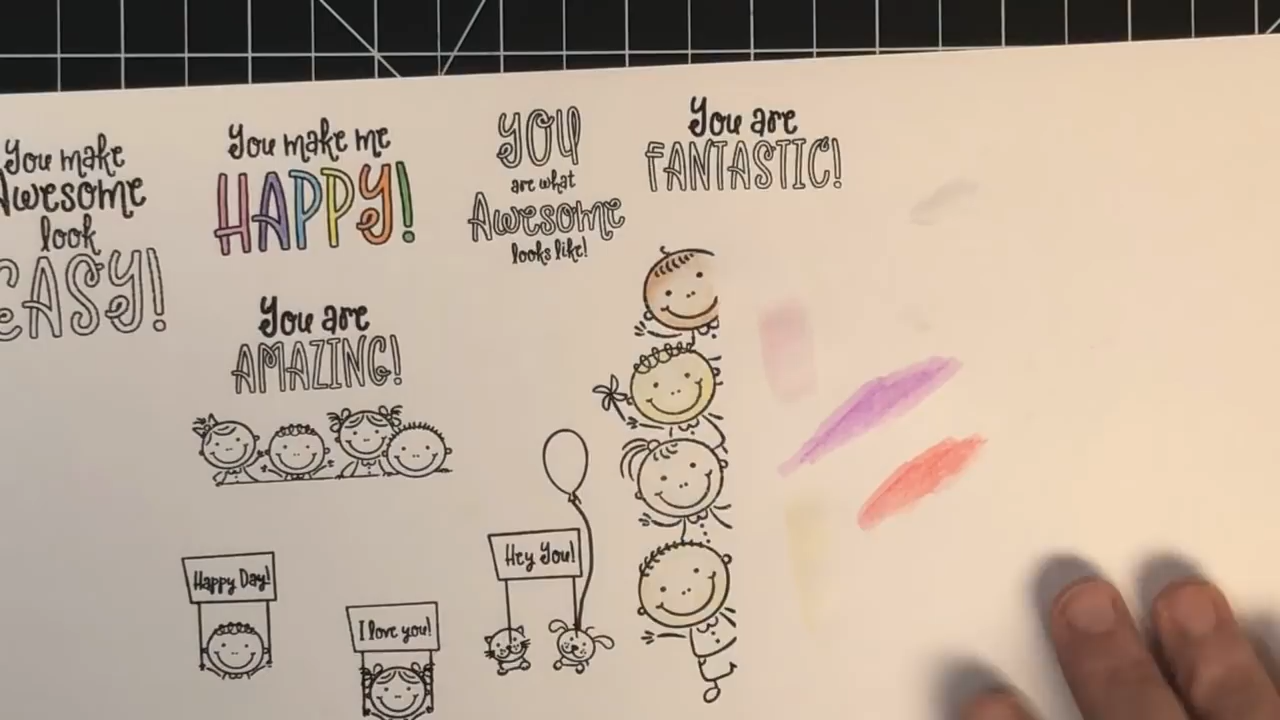 You make
Awesome
look
EASY!
You make me
HAPPY!
YOU
are what
Awesome
looks like!
You are
FANTASTIC!
You are
AMAZING!
Happy Day!
I love you!
Hey You!